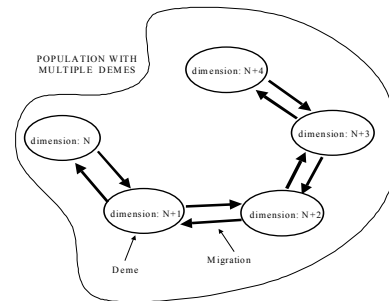 POPULATION WITH
MULTIPLE DEMES
dimension: N+4
dimension: N
dimension: N+3
dimension: N+1
dimension: N+2
Deme
Migration